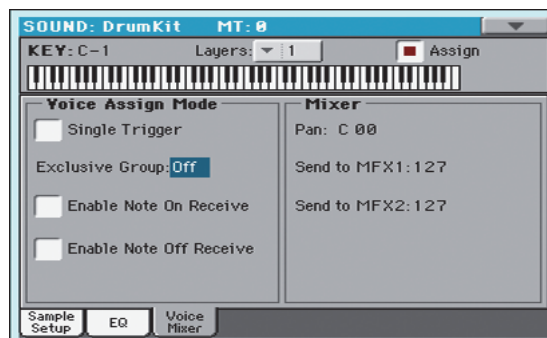 SOUND: DrumKit MT: 0
KEY: C-1 Layers: 1 Assign
Voice Assign Mode
Single Trigger
Exclusive Group: Off
Enable Note On Receive
Enable Note Off Receive
Mixer
Pan: C 00
Send to MFX1:127
Send to MFX2:127
Sample Setup
EQ
Voice Mixer